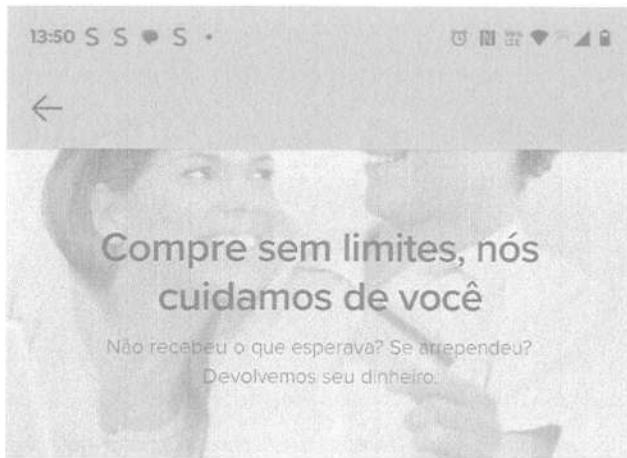 13:50 S S S
Compre sem limites, nós
cuidamos de você
Não recebeu o que esperava? Se arrependeu?
Devolvemos seu dinheiro.